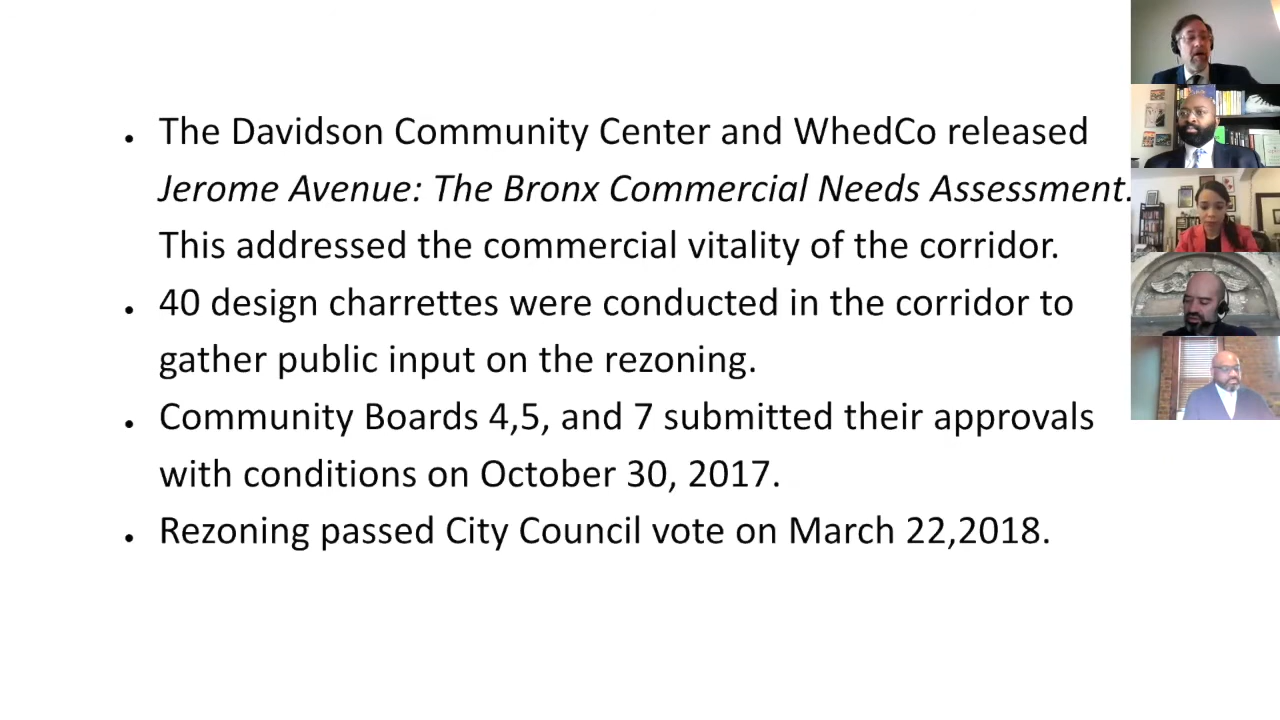 • The Davidson Community Center and WhedCo released
Jerome Avenue: The Bronx Commercial Needs Assessment.
This addressed the commercial vitality of the corridor.
• 40 design charrettes were conducted in the corridor to
gather public input on the rezoning.
• Community Boards 4,5, and 7 submitted their approvals
with conditions on October 30, 2017.
• Rezoning passed City Council vote on March 22,2018.